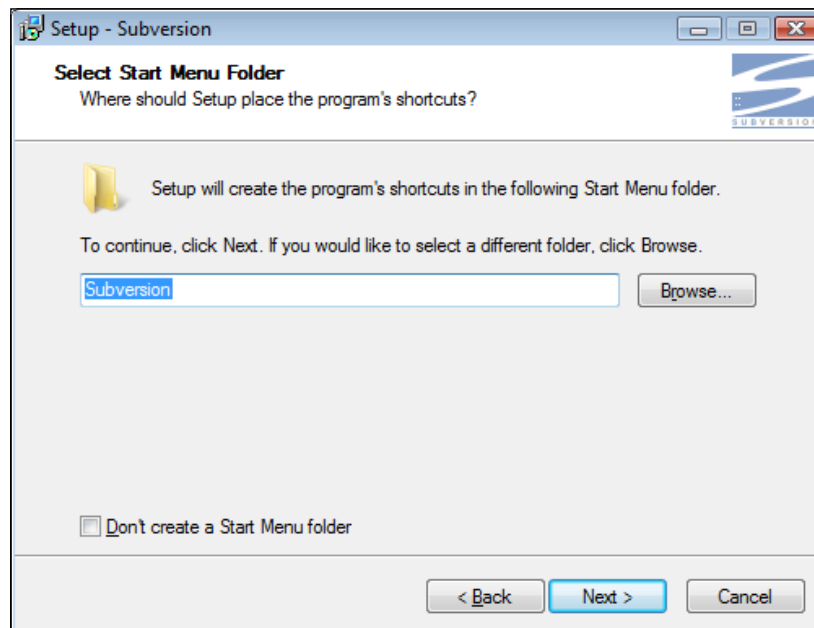 Setup - Subversion
Select Start Menu Folder
Where should Setup place the program's shortcuts?
SUBVERSION
Setup will create the program's shortcuts in the following Start Menu folder.
To continue, click Next. If you would like to select a different folder, click Browse.
Subversion
Browse...
Don't create a Start Menu folder
< Back
Next >
Cancel